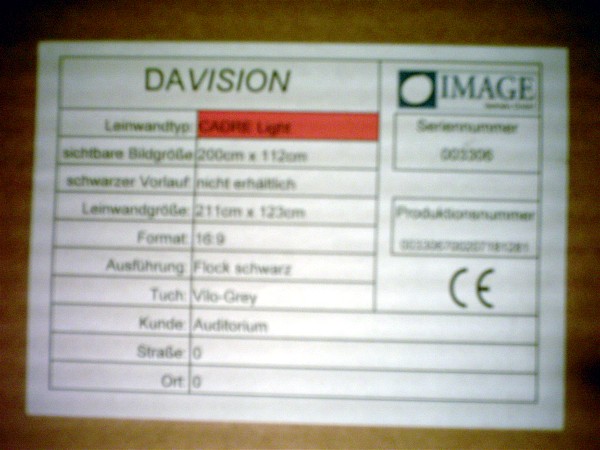 DAVISION
IMAGE
Leinwandtyp: CADRE Light
Seriennummer
003306
sichtbare Bildgröße 200cm x 112cm
schwarzer Vorlauf: nicht erhältlich
Leinwandgröße: 211cm x 123cm
Produktionsnummer
Format: 16:9
Ausführung: Flock schwarz
CE
Tuch: Vilo-Grey
Kunde: Auditorium
Straße: 0
Ort: 0